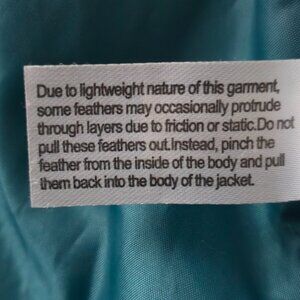 Due to lightweight nature of this garment,
some feathers may occasionally protrude
through layers due to friction or static.Do not
pull these feathers out.Instead, pinch the
feather from the inside of the body and pull
them back into the body of the jacket.